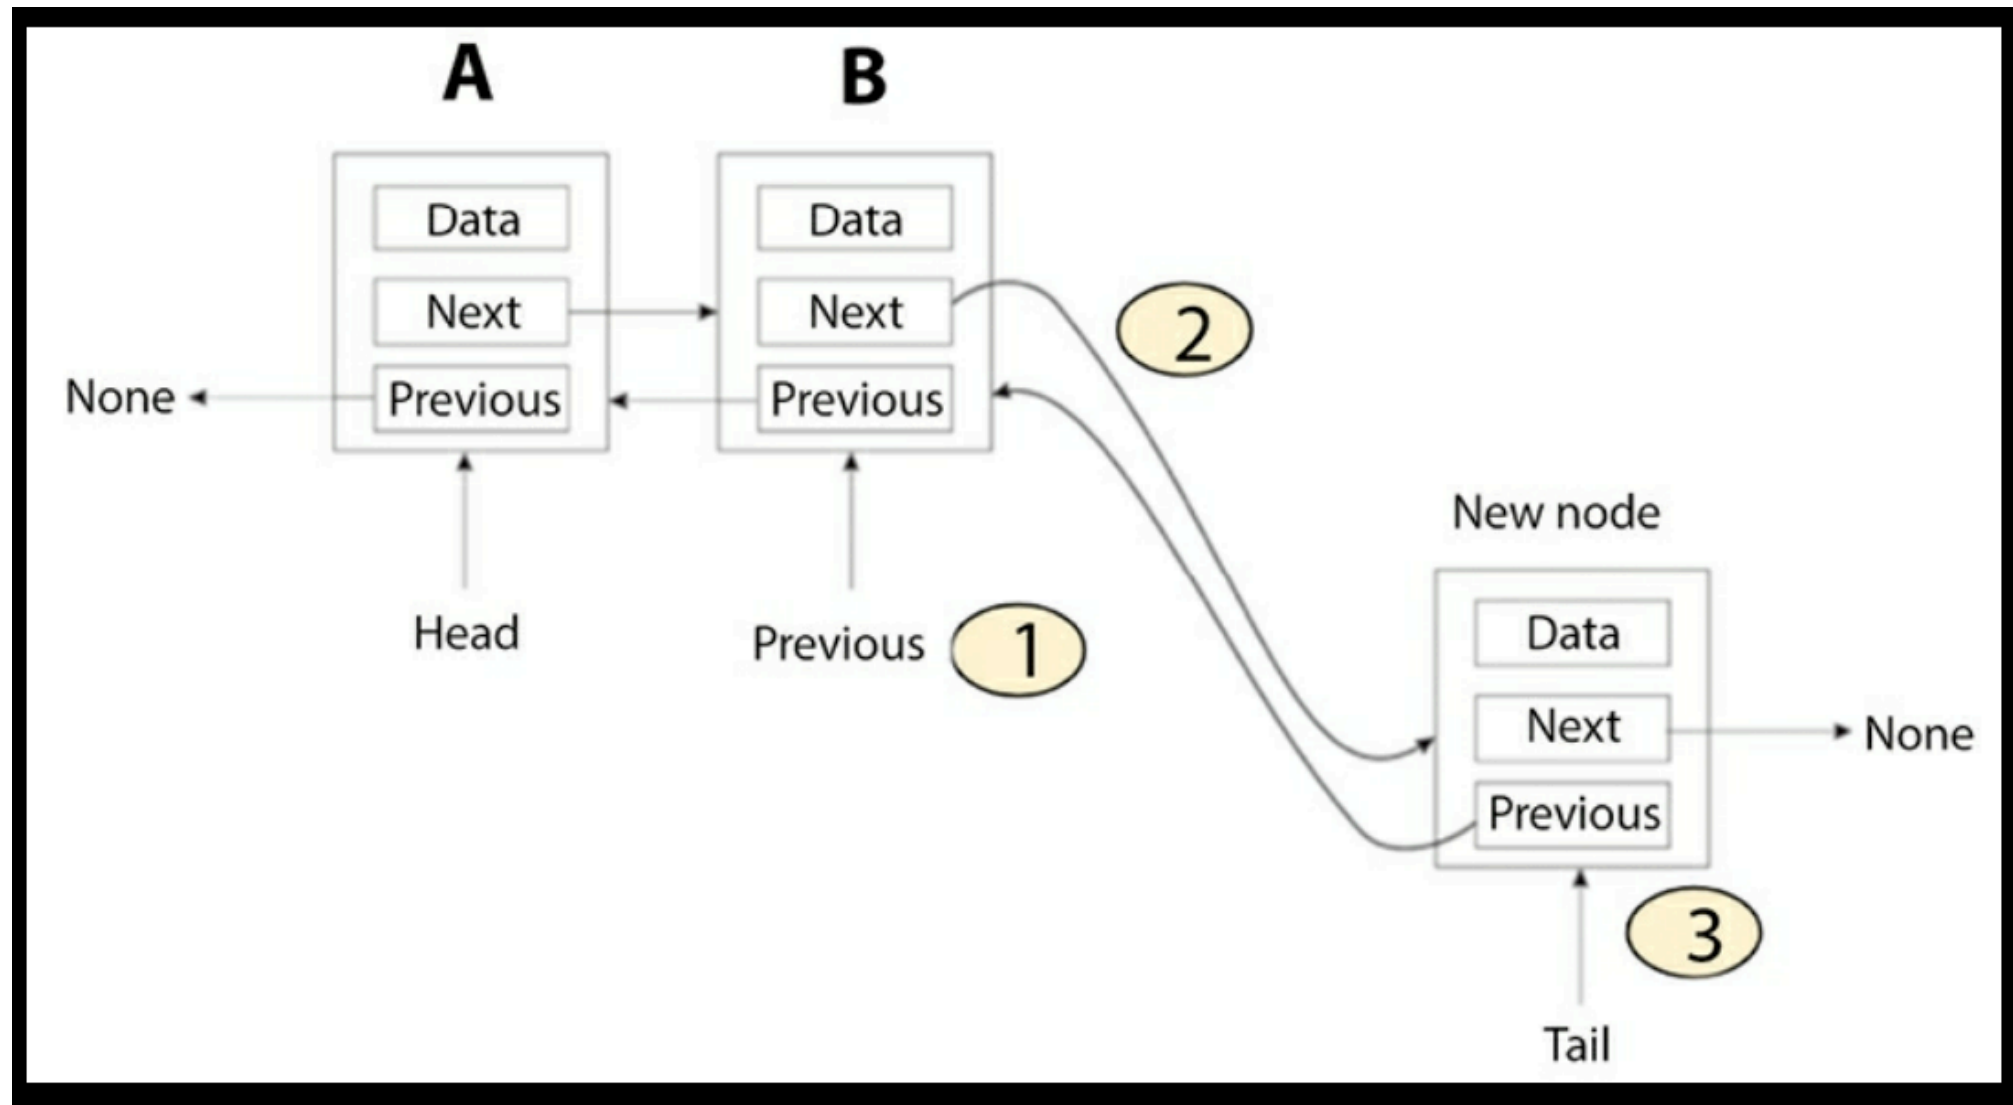 A
B
Data
Next
Previous
None
Head
Data
Next
Previous
Previous
1
2
New node
Data
Next
Previous
None
3
Tail